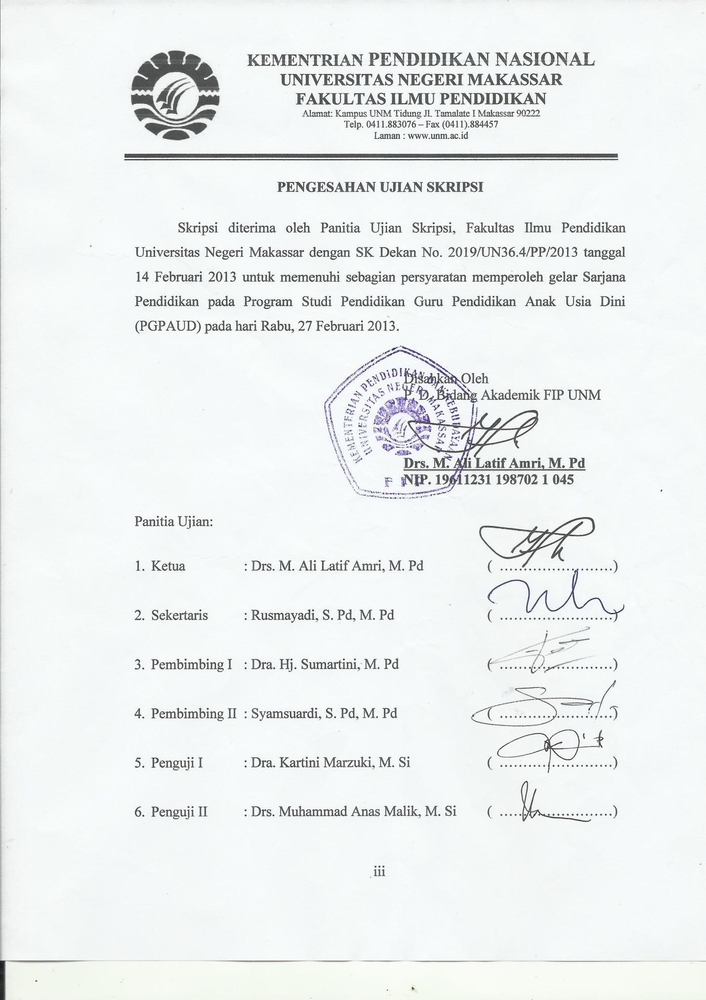 KEMENTRIAN PENDIDIKAN NASIONAL
UNIVERSITAS NEGERI MAKASSAR
FAKULTAS ILMU PENDIDIKAN
Alamat: Kampus UNM Tidung Jl. Tamalate I Makassar 90222
Telp. 0411.883076 – Fax (0411).884457
Laman : www.unm.ac.id
PENGESAHAN UJIAN SKRIPSI
Skripsi diterima oleh Panitia Ujian Skripsi, Fakultas Ilmu Pendidikan
Universitas Negeri Makassar dengan SK Dekan No. 2019/UN36.4/PP/2013 tanggal
14 Februari 2013 untuk memenuhi sebagian persyaratan memperoleh gelar Sarjana
Pendidikan pada Program Studi Pendidikan Guru Pendidikan Anak Usia Dini
(PGPAUD) pada hari Rabu, 27 Februari 2013.
Disahkan Oleh
P. D. Bidang Akademik FIP UNM
KEMENTERIAN PENDIDIKAN DAN KEBUDAYAAN
UNIVERSITAS NEGERI MAKASSAR
FIP
Drs. M. Ali Latif Amri, M. Pd
NIP. 19611231 198702 1 045
Panitia Ujian:
1. Ketua : Drs. M. Ali Latif Amri, M. Pd ( ........................)
2. Sekertaris : Rusmayadi, S. Pd, M. Pd ( ........................)
3. Pembimbing I : Dra. Hj. Sumartini, M. Pd ( ........................)
4. Pembimbing II : Syamsuardi, S. Pd, M. Pd ( ........................)
5. Penguji I : Dra. Kartini Marzuki, M. Si ( ........................)
6. Penguji II : Drs. Muhammad Anas Malik, M. Si ( ........................)
iii